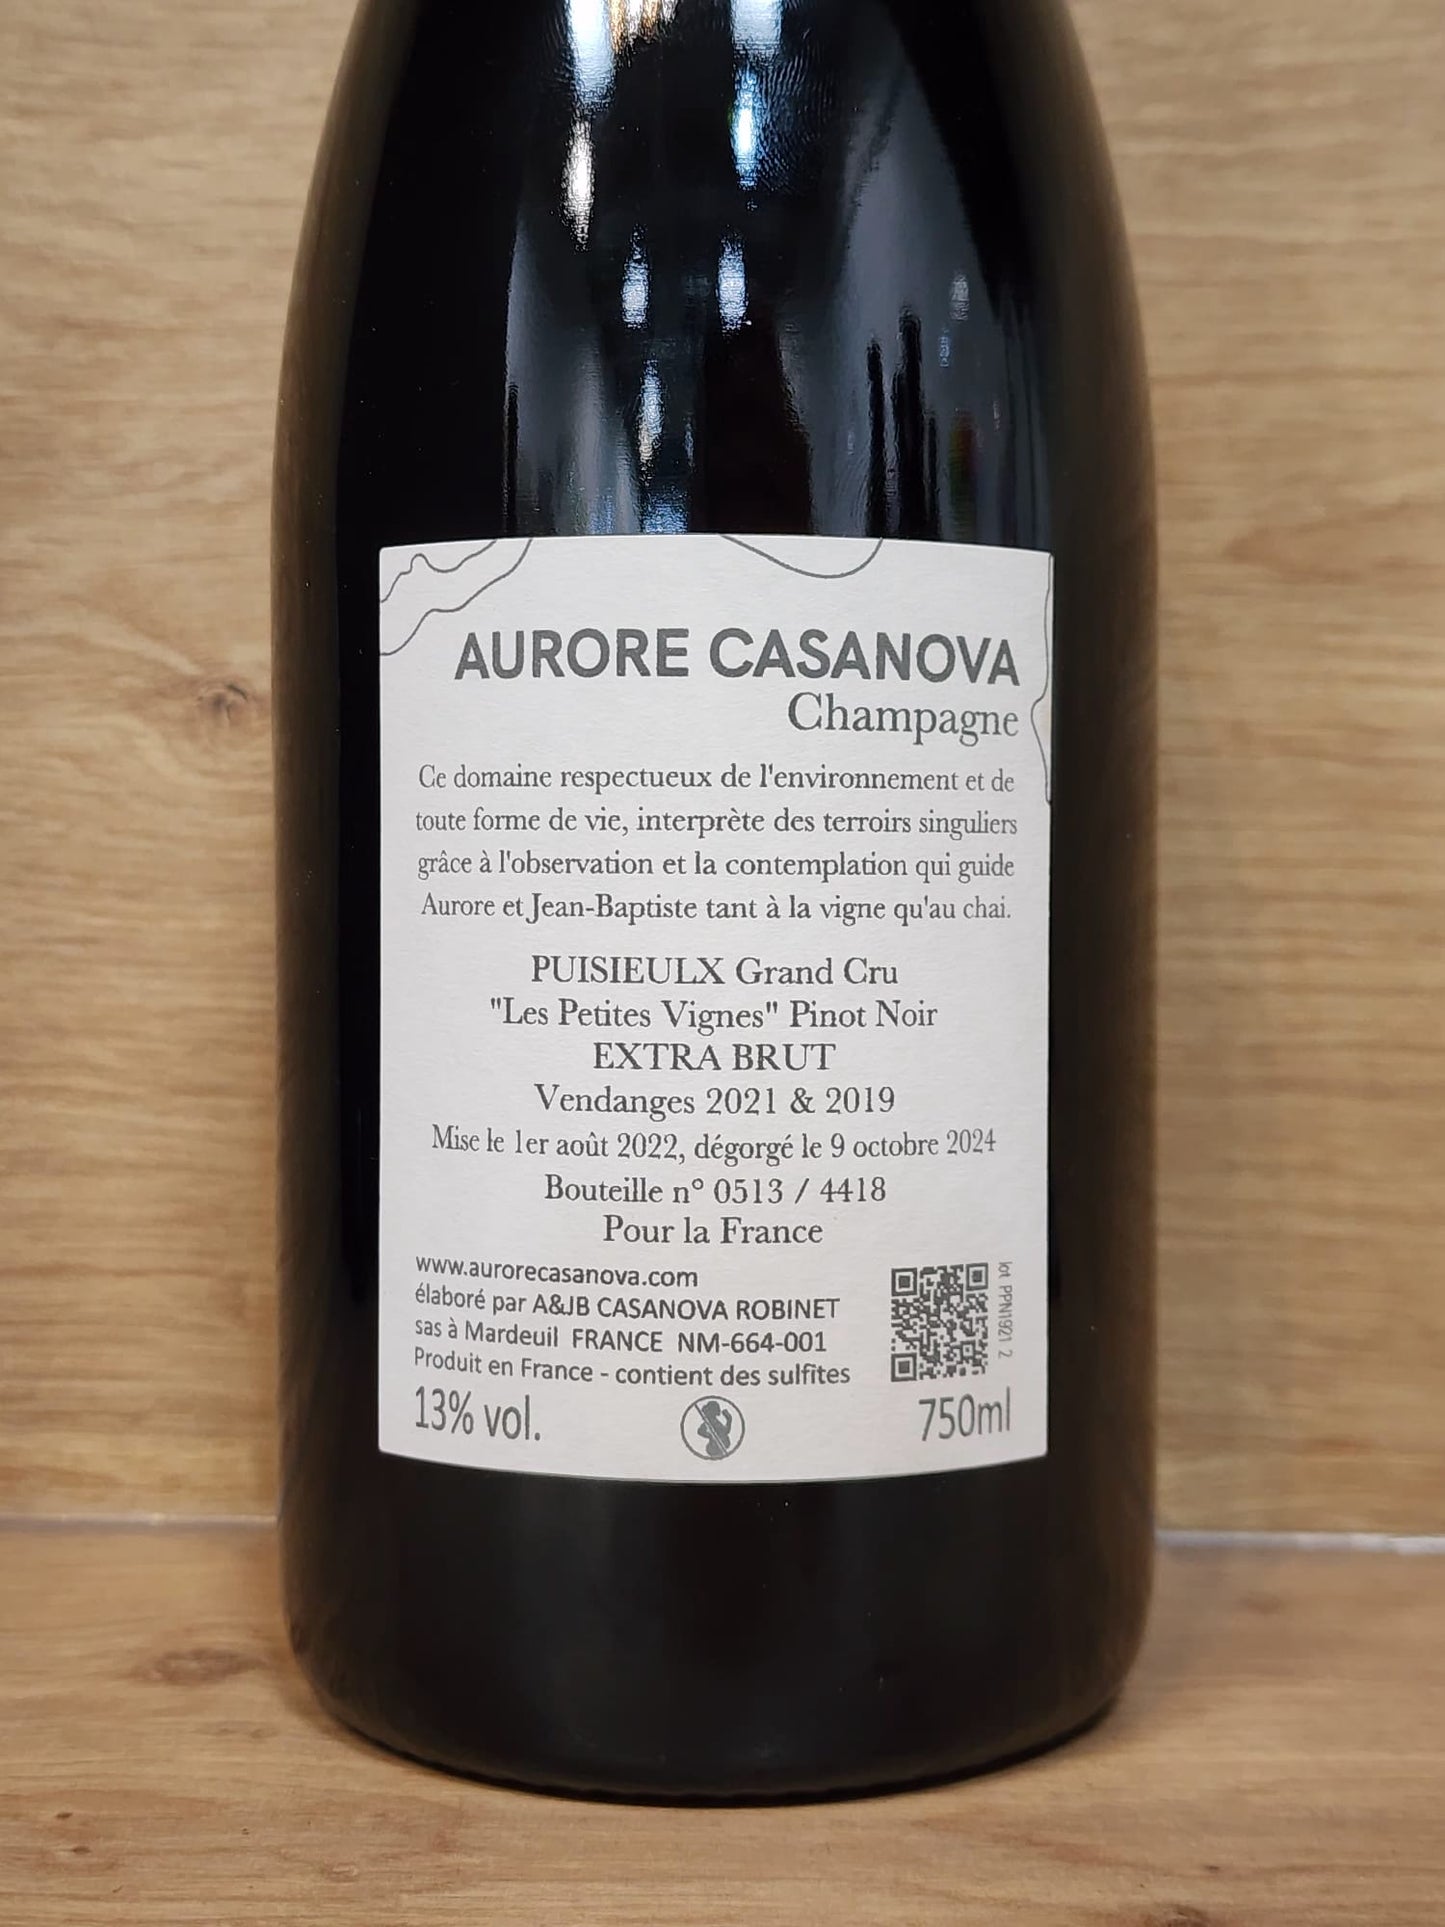 AURORE CASANOVA
Champagne
Ce domaine respectueux de l'environnement et de
toute forme de vie, interprète des terroirs singuliers
grâce à l'observation et la contemplation qui guide
Aurore et Jean-Baptiste tant à la vigne qu'au chai.
PUISIEULX Grand Cru
"Les Petites Vignes" Pinot Noir
EXTRA BRUT
Vendanges 2021 & 2019
Mise le 1er août 2022, dégorgé le 9 octobre 2024
Bouteille n° 0513 / 4418
Pour la France
www.aurorecasanova.com
élaboré par A&JB CASANOVA ROBINET
sas à Mardeuil FRANCE NM-664-001
Produit en France - contient des sulfites
lot PPN1921 2
13% vol.
750ml